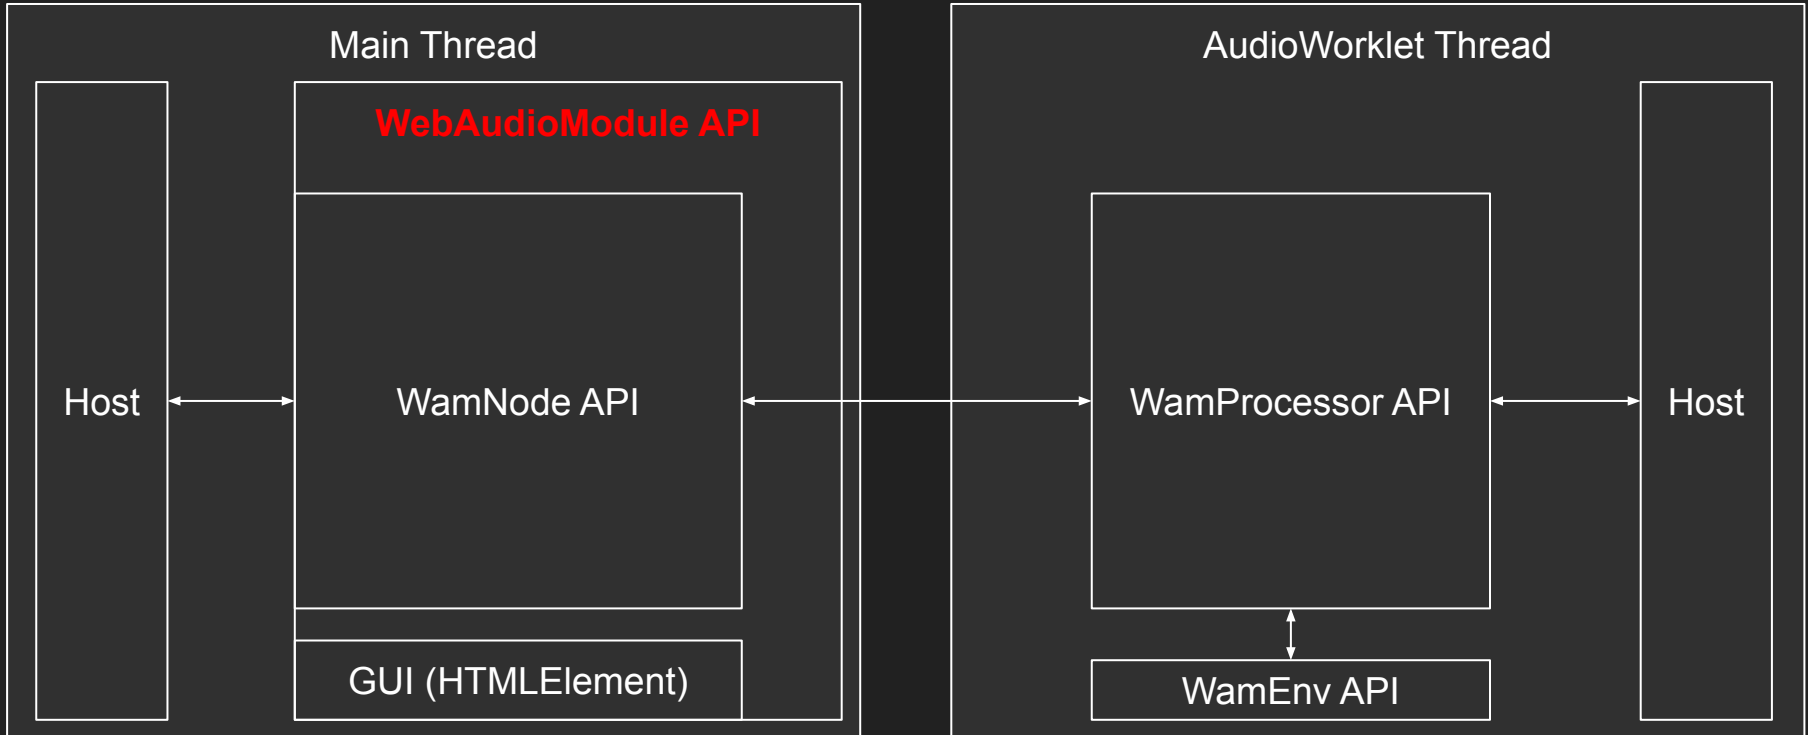 Main Thread
WebAudioModule API
Host
WamNode API
GUI (HTMLElement)
AudioWorklet Thread
WamProcessor API
Host
WamEnv API